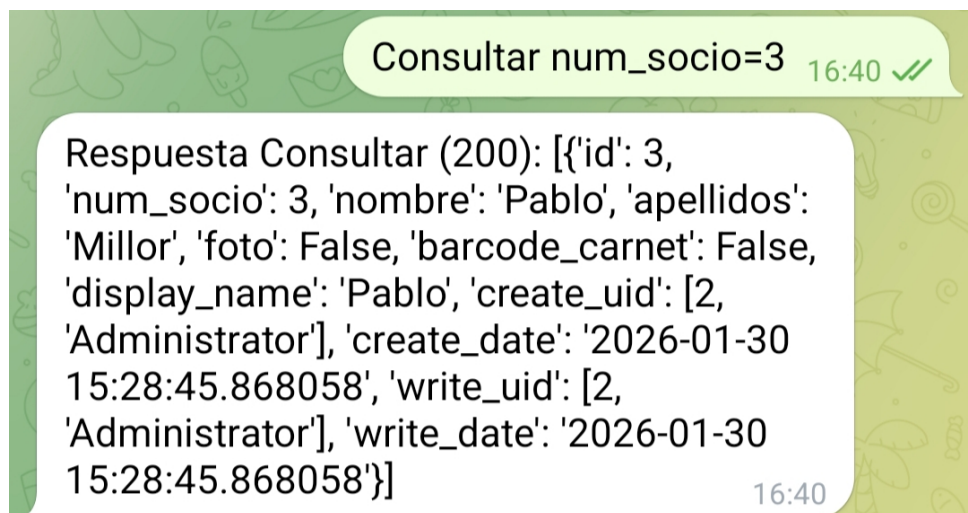 Consultar num_socio=3 16:40
Respuesta Consultar (200): [{'id': 3,
'num_socio': 3, 'nombre': 'Pablo', 'apellidos':
'Millor', 'foto': False, 'barcode_carnet': False,
'display_name': 'Pablo', 'create_uid': [2,
'Administrator'], 'create_date': '2026-01-30
15:28:45.868058', 'write_uid': [2,
'Administrator'], 'write_date': '2026-01-30
15:28:45.868058'}]
16:40